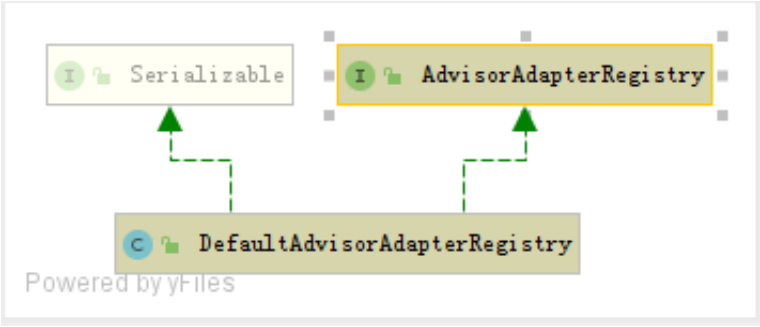 I Serializable
I AdvisorAdapterRegistry
C DefaultAdvisorAdapterRegistry
Powered by yFiles